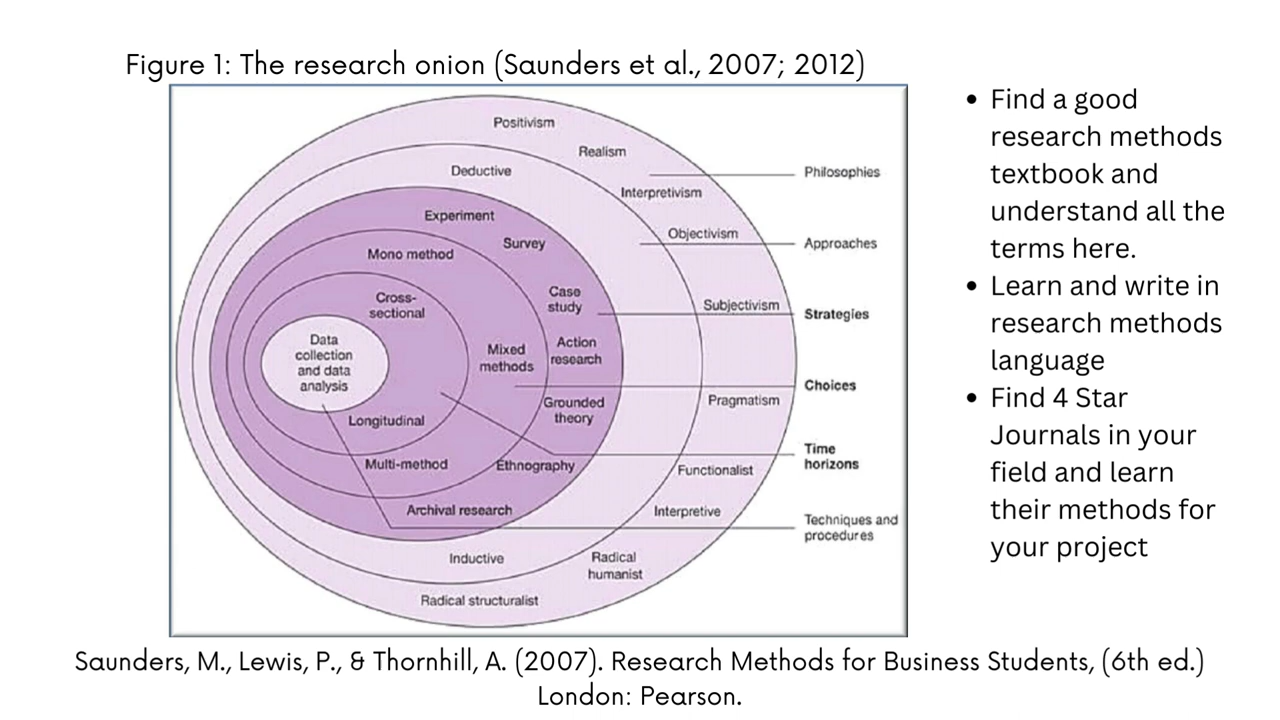 Figure 1: The research onion (Saunders et al., 2007; 2012)
Positivism
Realism
Deductive
Philosophies
Interpretivism
Experiment
Objectivism
Survey
Approaches
Mono method
Cross-
sectional
Case
study
Subjectivism
Strategies
Data
collection
and data
analysis
Mixed
methods
Action
research
Choices
Grounded
theory
Pragmatism
Longitudinal
Time
horizons
Multi-method
Ethnography
Functionalist
Archival research
Interpretive
Techniques and
procedures
Inductive
Radical
humanist
Radical structuralist
• Find a good
research methods
textbook and
understand all the
terms here.
• Learn and write in
research methods
language
• Find 4 Star
Journals in your
field and learn
their methods for
your project
Saunders, M., Lewis, P., & Thornhill, A. (2007). Research Methods for Business Students, (6th ed.)
London: Pearson.